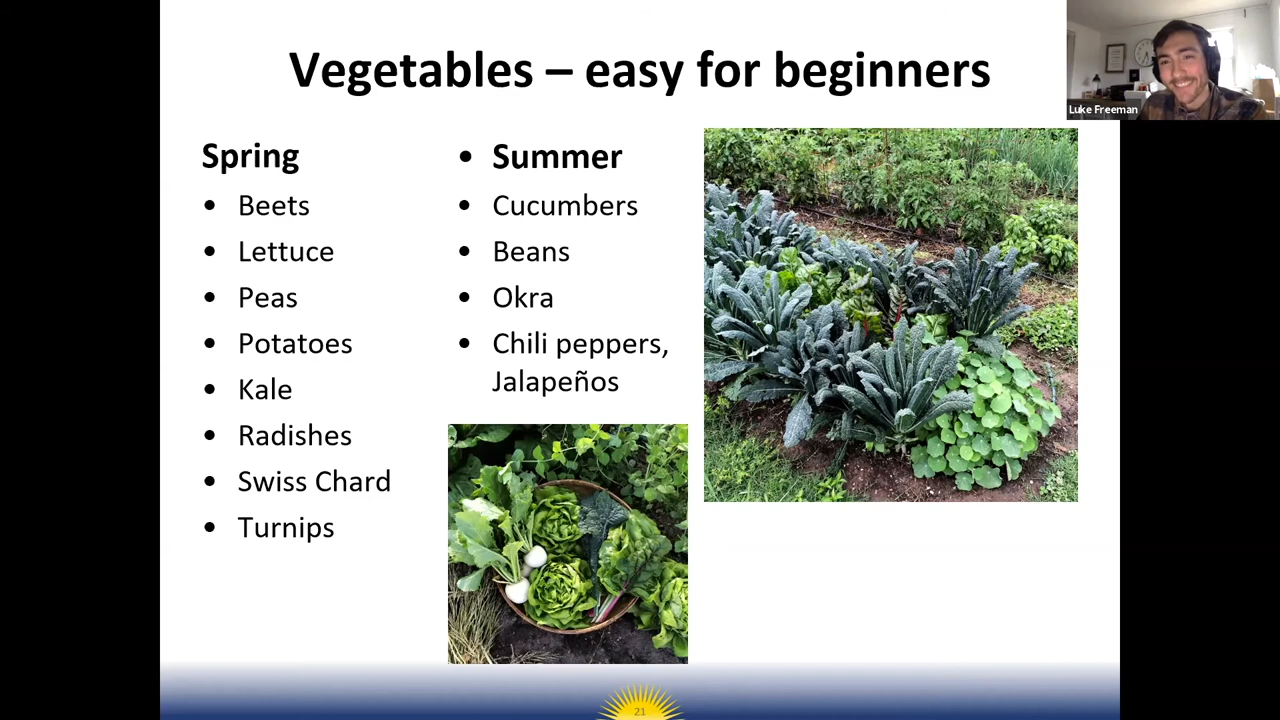 Vegetables – easy for beginners
Luke Freeman
Spring
• Beets
• Lettuce
• Peas
• Potatoes
• Kale
• Radishes
• Swiss Chard
• Turnips
• Summer
• Cucumbers
• Beans
• Okra
• Chili peppers,
Jalapeños
21